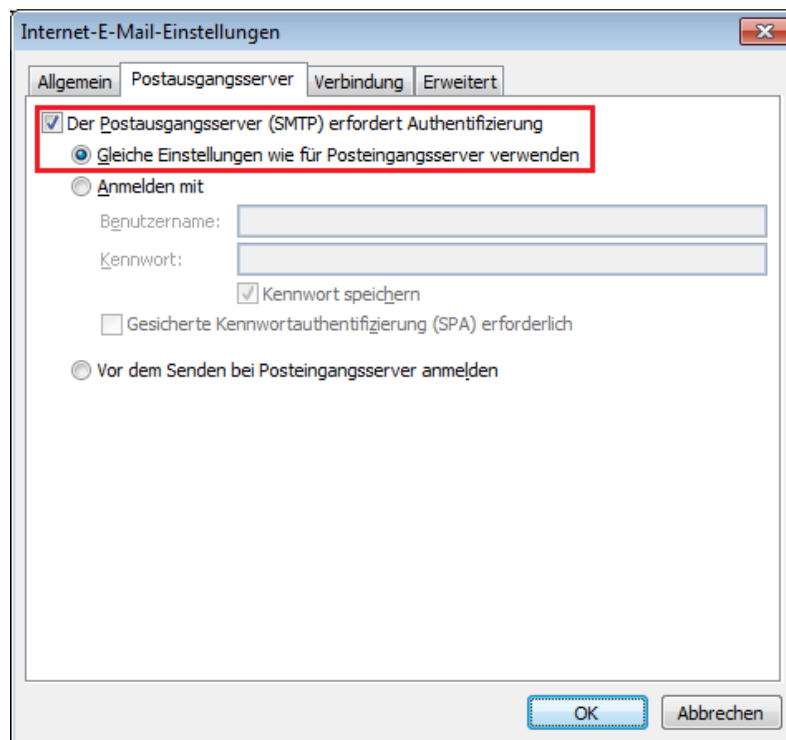 Internet-E-Mail-Einstellungen
Allgemein Postausgangsserver Verbindung Erweitert
Der Postausgangsserver (SMTP) erfordert Authentifizierung
Gleiche Einstellungen wie für Posteingangsserver verwenden
Anmelden mit
Benutzername:
Kennwort:
Kennwort speichern
Gesicherte Kennwortauthentifizierung (SPA) erforderlich
Vor dem Senden bei Posteingangsserver anmelden
OK Abbrechen